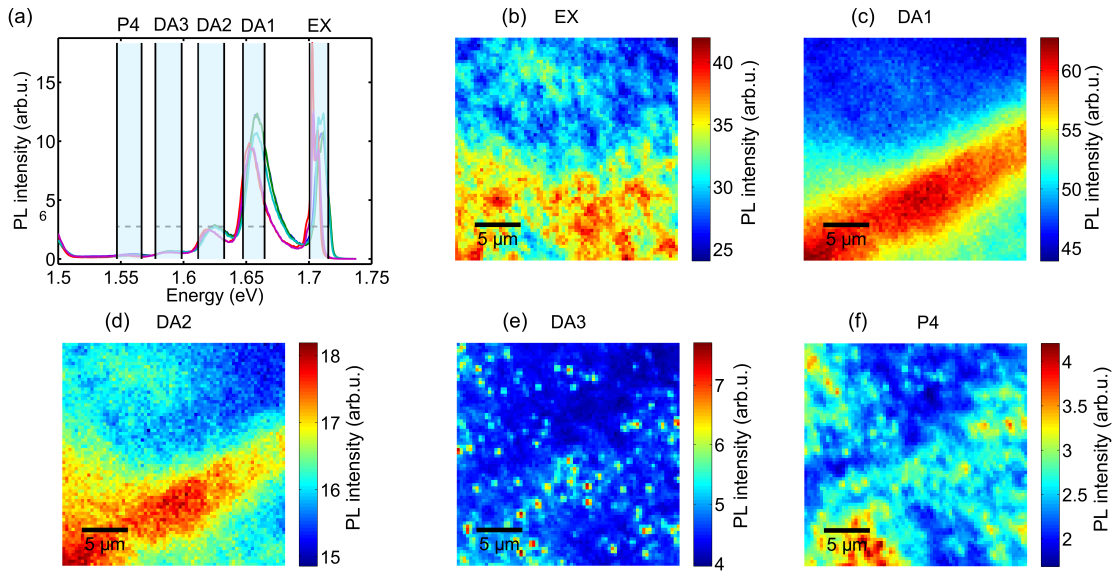 (a)
P4 DA3 DA2 DA1 EX
PL intensity (arb.u.)
15
10
5
6
0
1.5 1.55 1.6 1.65 1.7 1.75
Energy (eV)
(b) EX
5 µm
40
35
30
25
PL intensity (arb.u.)
(c) DA1
5 µm
60
55
50
45
PL intensity (arb.u.)
(d) DA2
5 µm
18
17
16
15
PL intensity (arb.u.)
(e) DA3
5 µm
7
6
5
4
PL intensity (arb.u.)
(f) P4
5 µm
4
3.5
3
2.5
2
PL intensity (arb.u.)